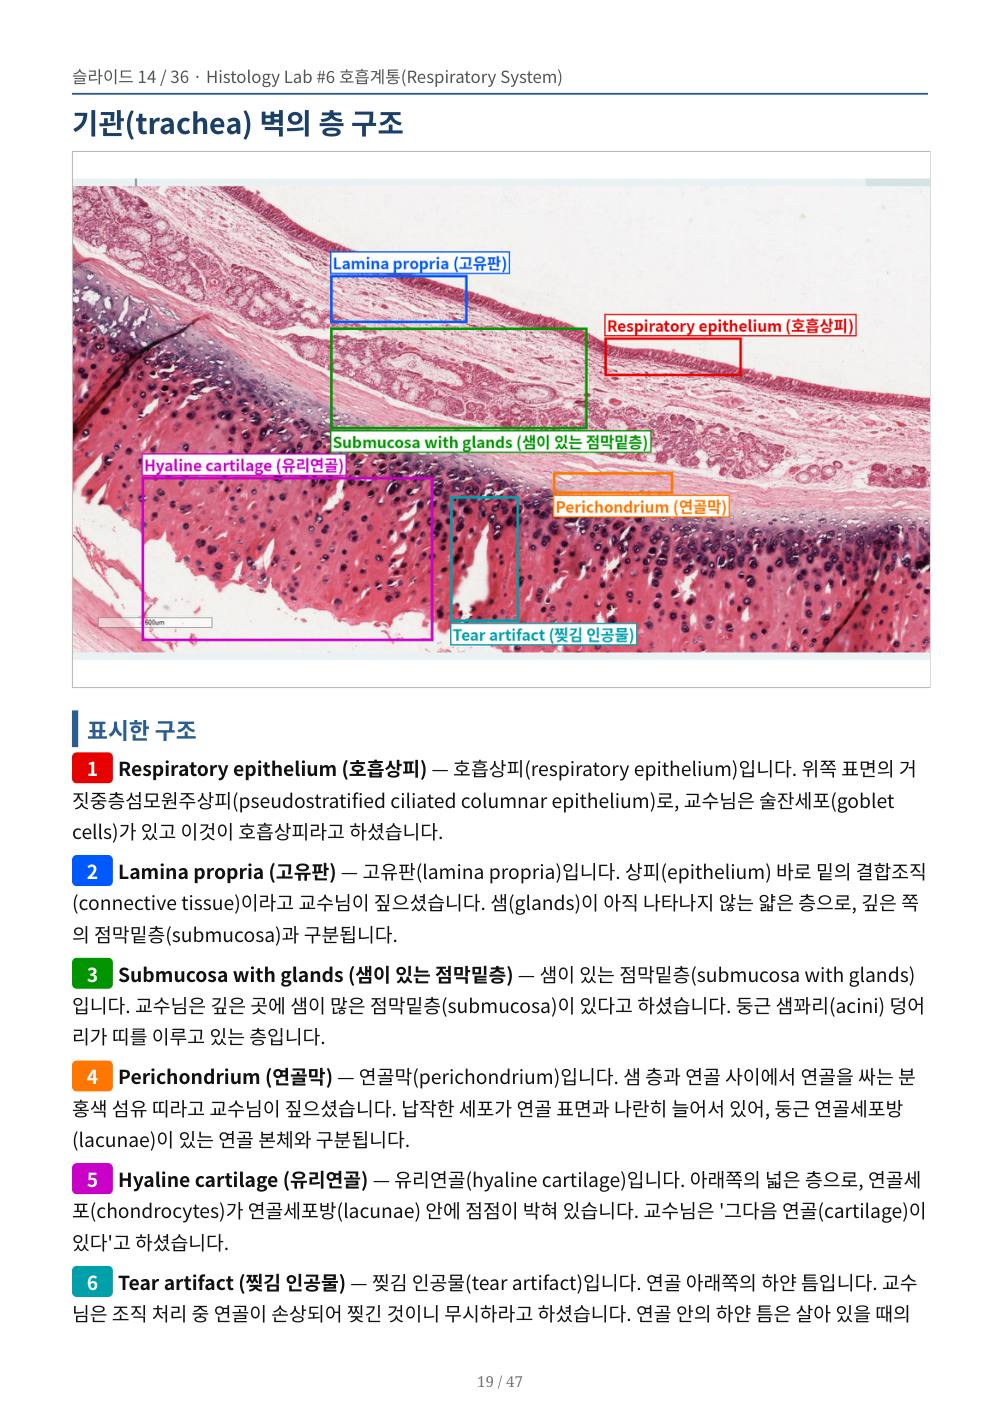 슬라이드 14 / 36 · Histology Lab #6 호흡계통(Respiratory System)
기관(trachea) 벽의 층 구조
Lamina propria (고유판)
Respiratory epithelium (호흡상피)
Submucosa with glands (샘이 있는 점막밑층)
Hyaline cartilage (유리연골)
Perichondrium (연골막)
600um
Tear artifact (찢김 인공물)
표시한 구조
1 Respiratory epithelium (호흡상피) — 호흡상피(respiratory epithelium)입니다. 위쪽 표면의 거
짓중층섬모원주상피(pseudostratified ciliated columnar epithelium)로, 교수님은 술잔세포(goblet
cells)가 있고 이것이 호흡상피라고 하셨습니다.
2 Lamina propria (고유판) — 고유판(lamina propria)입니다. 상피(epithelium) 바로 밑의 결합조직
(connective tissue)이라고 교수님이 짚으셨습니다. 샘(glands)이 아직 나타나지 않는 얇은 층으로, 깊은 쪽
의 점막밑층(submucosa)과 구분됩니다.
3 Submucosa with glands (샘이 있는 점막밑층) — 샘이 있는 점막밑층(submucosa with glands)
입니다. 교수님은 깊은 곳에 샘이 많은 점막밑층(submucosa)이 있다고 하셨습니다. 둥근 샘꽈리(acini) 덩어
리가 띠를 이루고 있는 층입니다.
4 Perichondrium (연골막) — 연골막(perichondrium)입니다. 샘 층과 연골 사이에서 연골을 싸는 분
홍색 섬유 띠라고 교수님이 짚으셨습니다. 납작한 세포가 연골 표면과 나란히 늘어서 있어, 둥근 연골세포방
(lacunae)이 있는 연골 본체와 구분됩니다.
5 Hyaline cartilage (유리연골) — 유리연골(hyaline cartilage)입니다. 아래쪽의 넓은 층으로, 연골세
포(chondrocytes)가 연골세포방(lacunae) 안에 점점이 박혀 있습니다. 교수님은 '그다음 연골(cartilage)이
있다'고 하셨습니다.
6 Tear artifact (찢김 인공물) — 찢김 인공물(tear artifact)입니다. 연골 아래쪽의 하얀 틈입니다. 교수
님은 조직 처리 중 연골이 손상되어 찢긴 것이니 무시하라고 하셨습니다. 연골 안의 하얀 틈은 살아 있을 때의
19 / 47